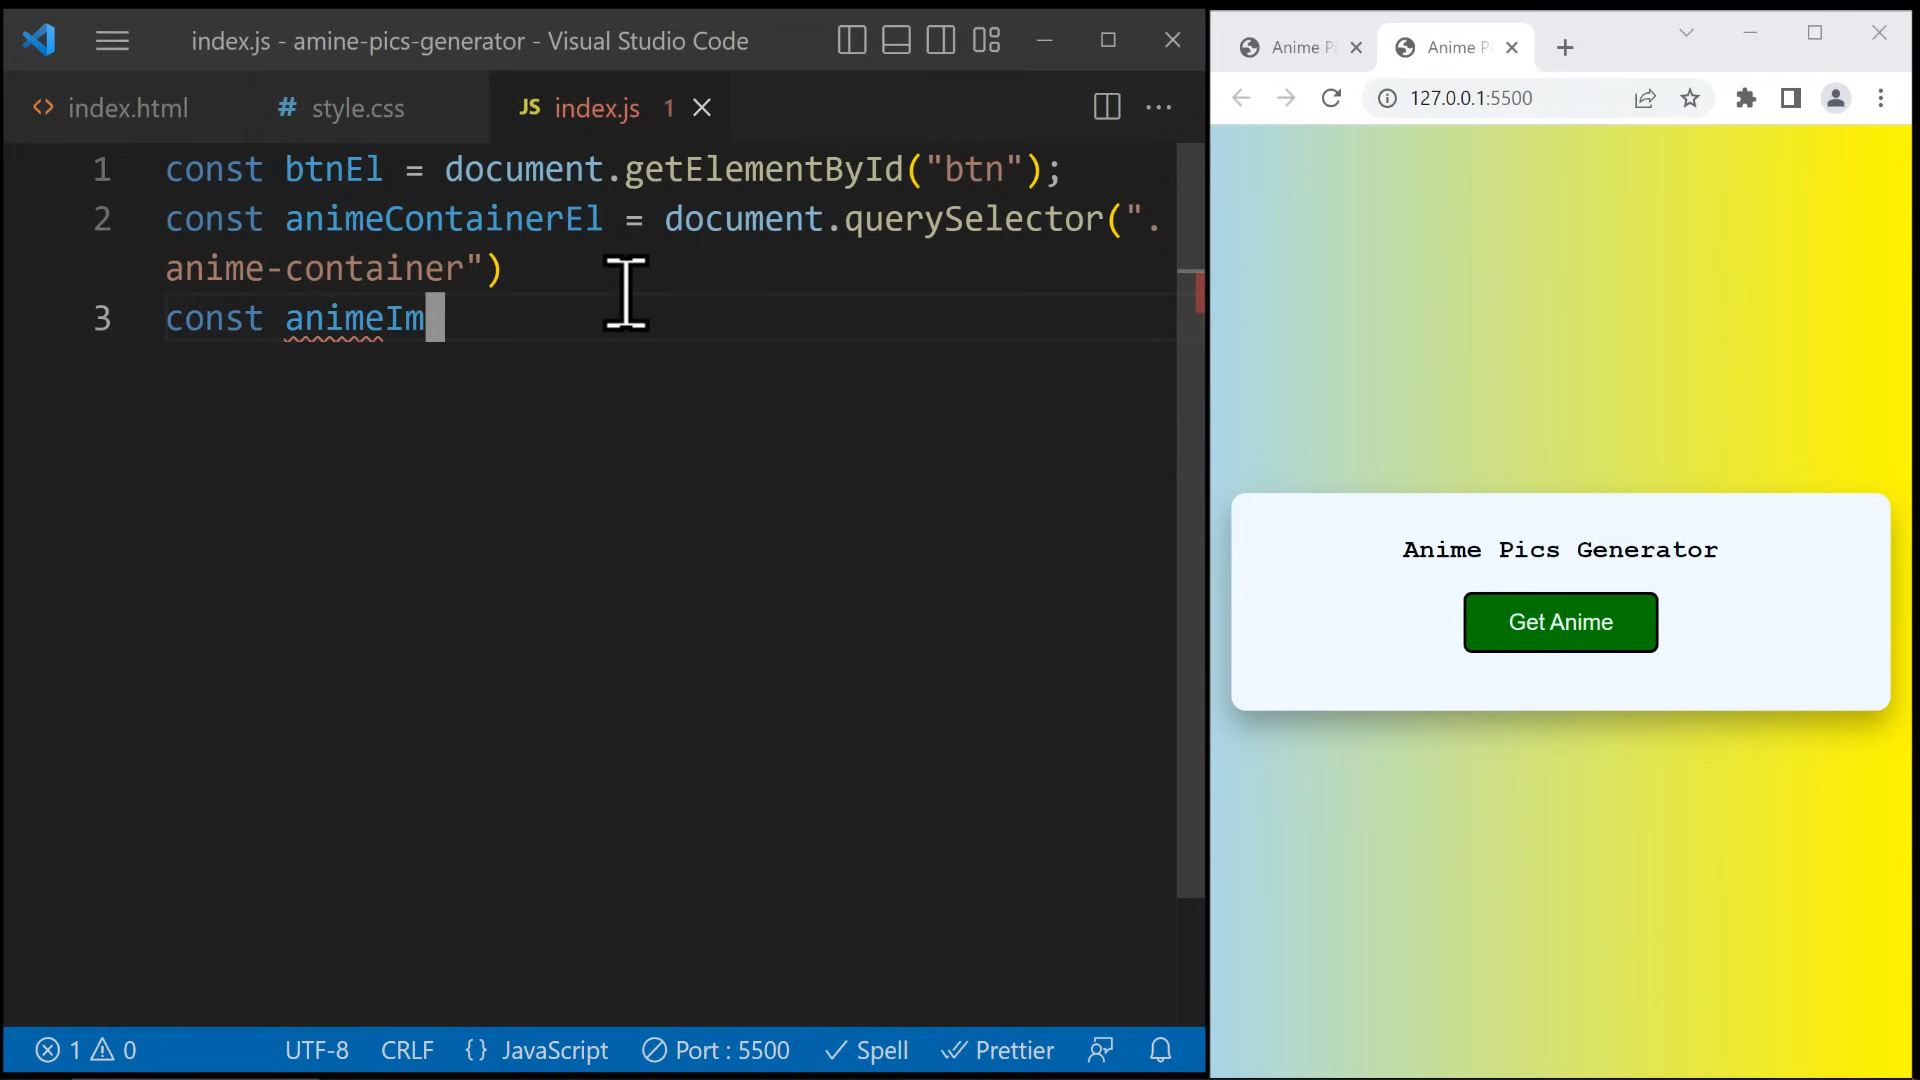 index.js - amine-pics-generator - Visual Studio Code
index.html
style.css
JS index.js 1
1 const btnEl = document.getElementById("btn");
2 const animeContainerEl = document.querySelector(".
anime-container")
3 const animeIm
1 0 UTF-8 CRLF {} JavaScript Port : 5500 Spell Prettier
Anime P
Anime P
127.0.0.1:5500
Anime Pics Generator
Get Anime